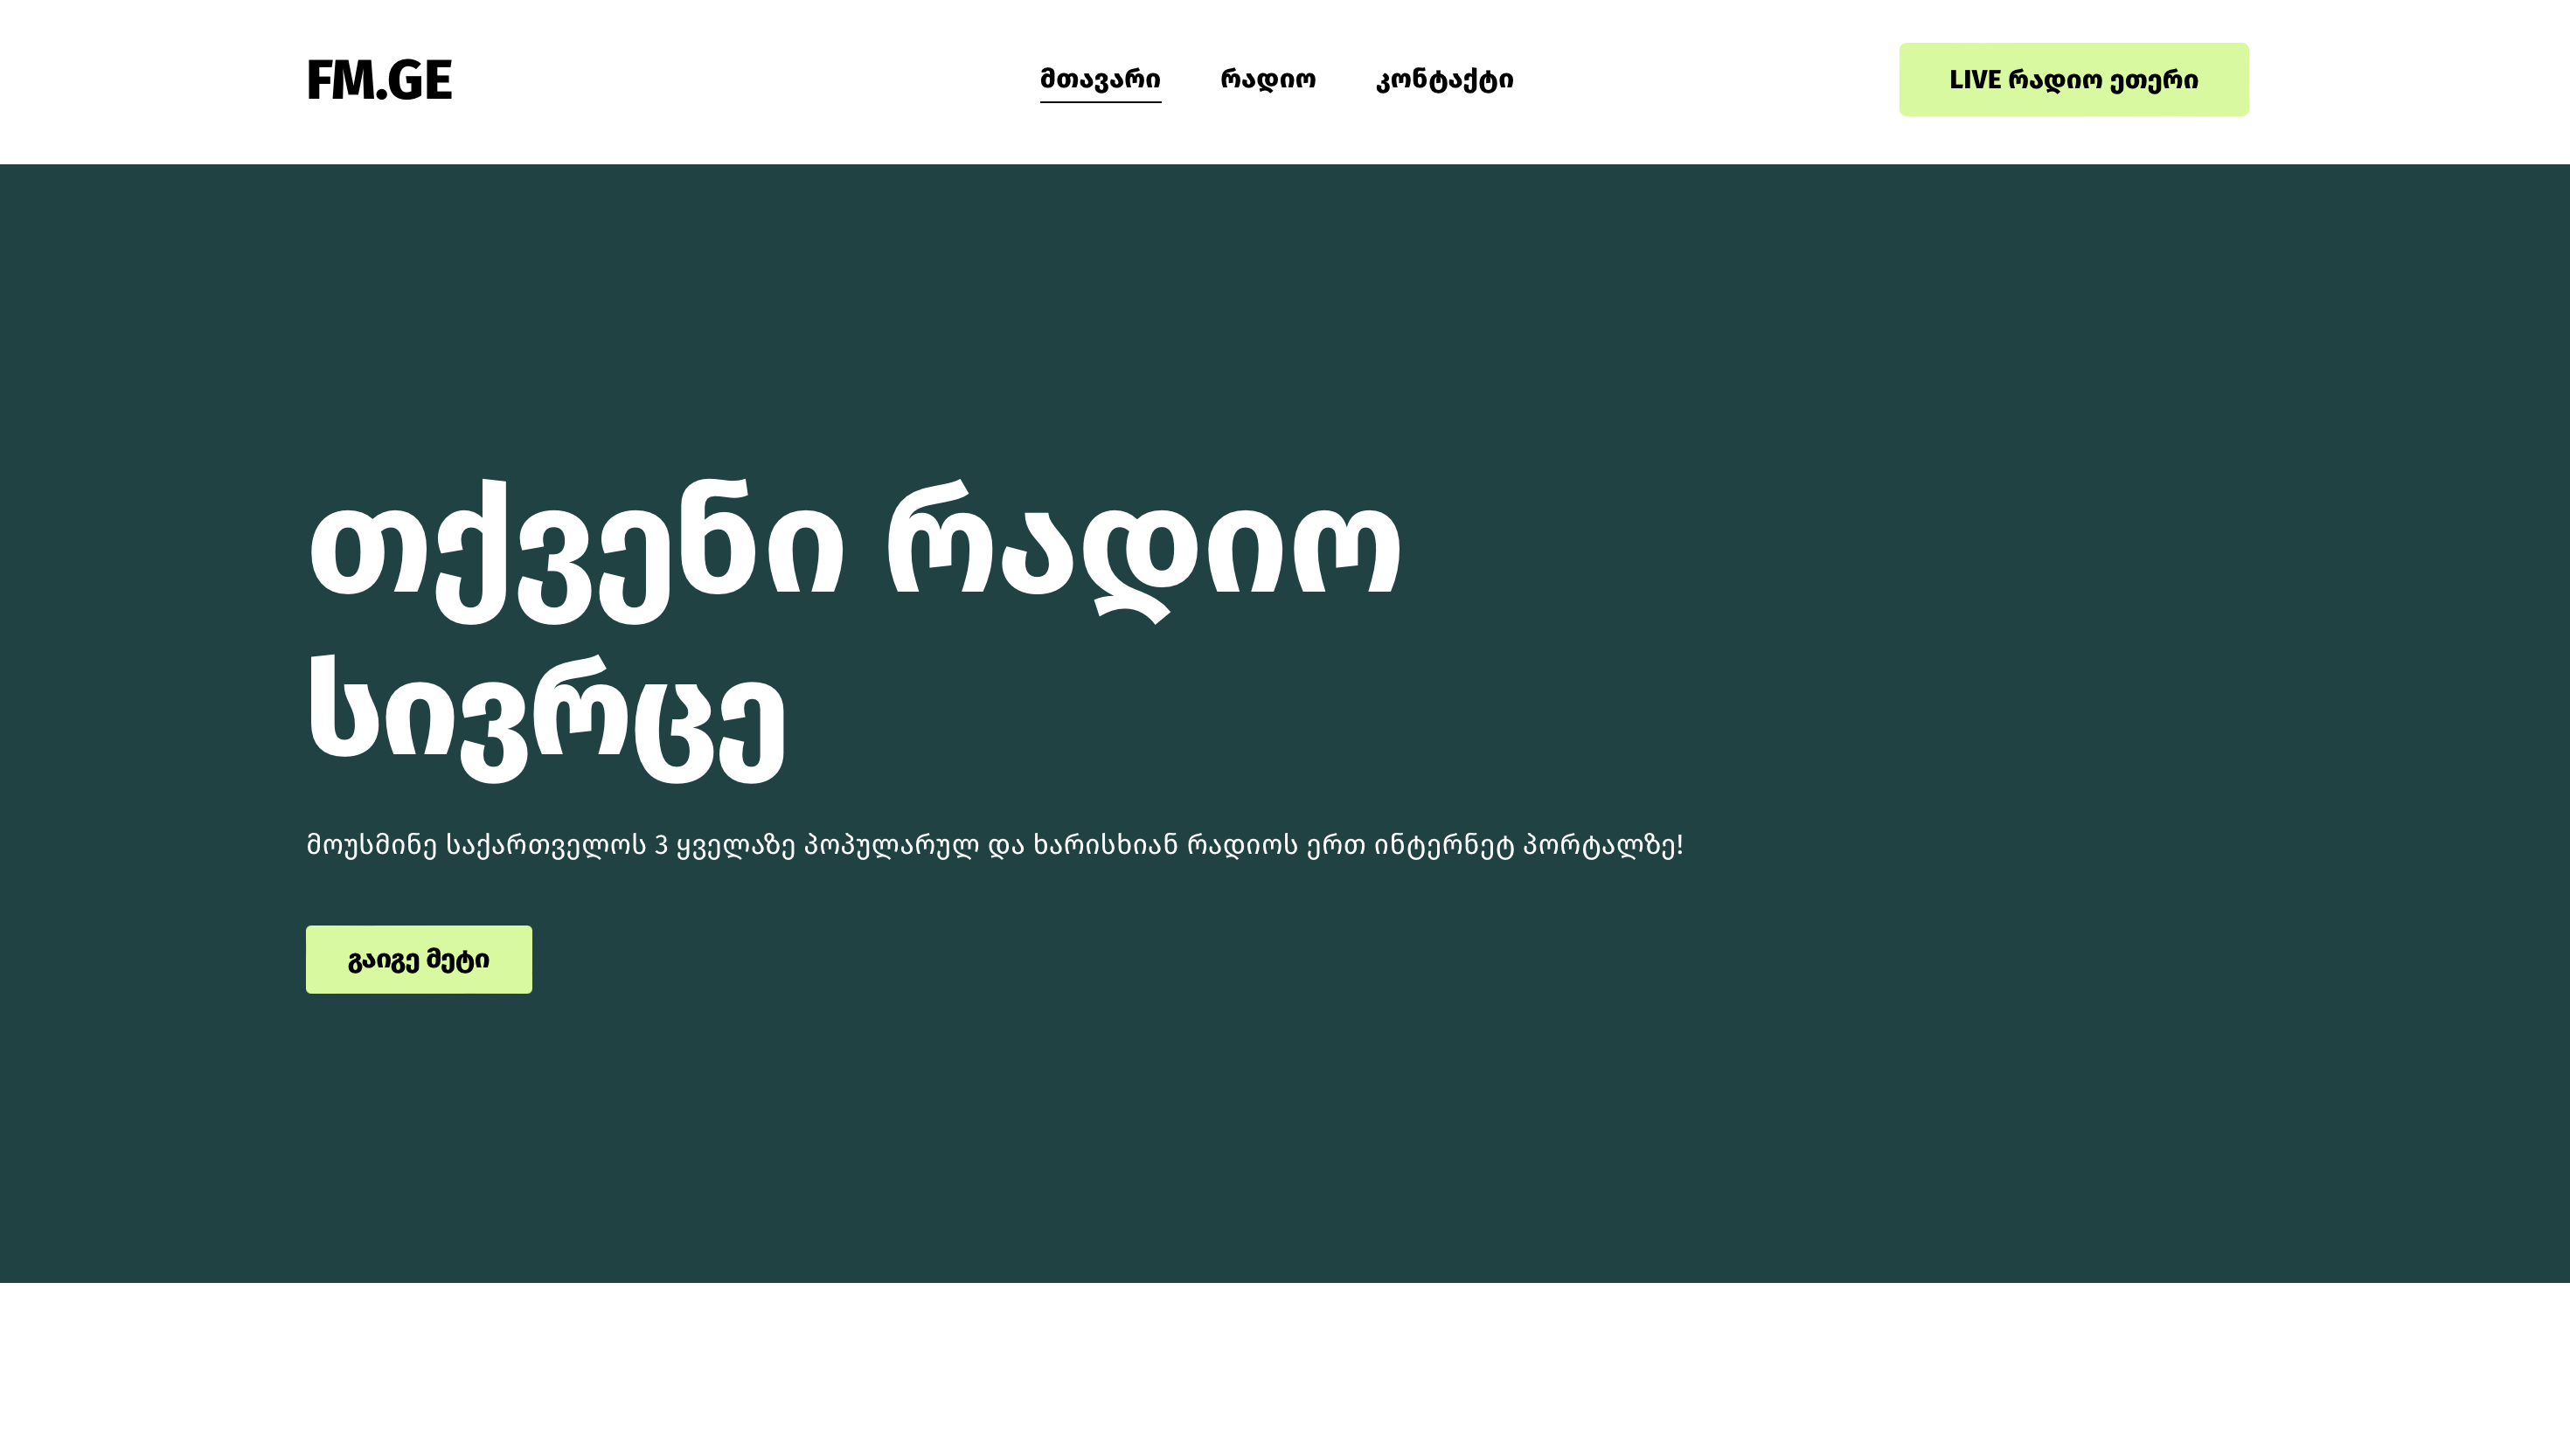 FM.GE
მთავარი რადიო კონტაქტი
LIVE რადიო ეთერი
თქვენი რადიო
სივრცე
მოუსმინე საქართველოს 3 ყველაზე პოპულარულ და ხარისხიან რადიოს ერთ ინტერნეტ პორტალზე!
გაიგე მეტი